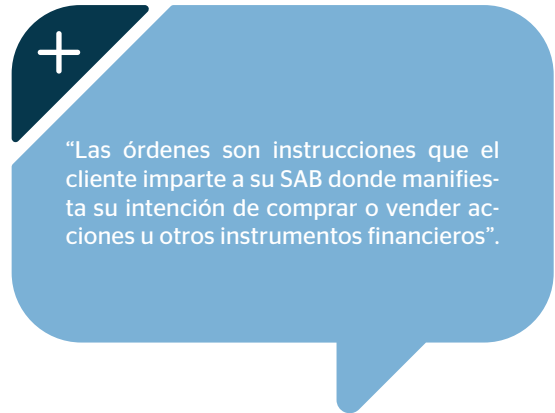 “Las órdenes son instrucciones que el
cliente imparte a su SAB donde manifies-
ta su intención de comprar o vender ac-
ciones u otros instrumentos financieros”.